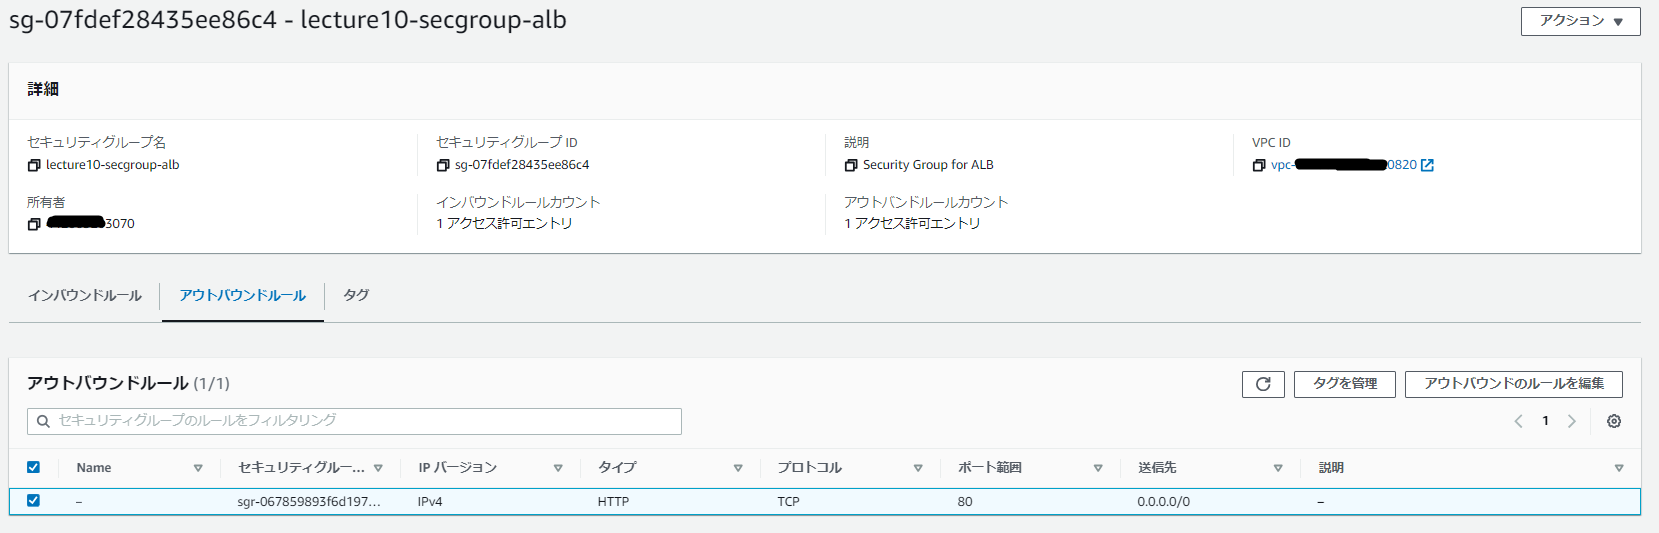 sg-07fdef28435ee86c4 - lecture10-secgroup-alb
アクション
詳細
セキュリティグループ名
セキュリティグループ ID
説明
VPC ID
lecture10-secgroup-alb
sg-07fdef28435ee86c4
Security Group for ALB
vpc- 0820
所有者
インバウンドルールカウント
アウトバンドルールカウント
3070
1 アクセス許可エントリ
1 アクセス許可エントリ
インバウンドルール
アウトバウンドルール
タグ
アウトバウンドルール (1/1)
タグを管理
アウトバウンドのルールを編集
セキュリティグループのルールをフィルタリング
1
Name
セキュリティグルー...
IP バージョン
タイプ
プロトコル
ポート範囲
送信先
説明
–
sgr-067859893f6d197...
IPv4
HTTP
TCP
80
0.0.0.0/0
–